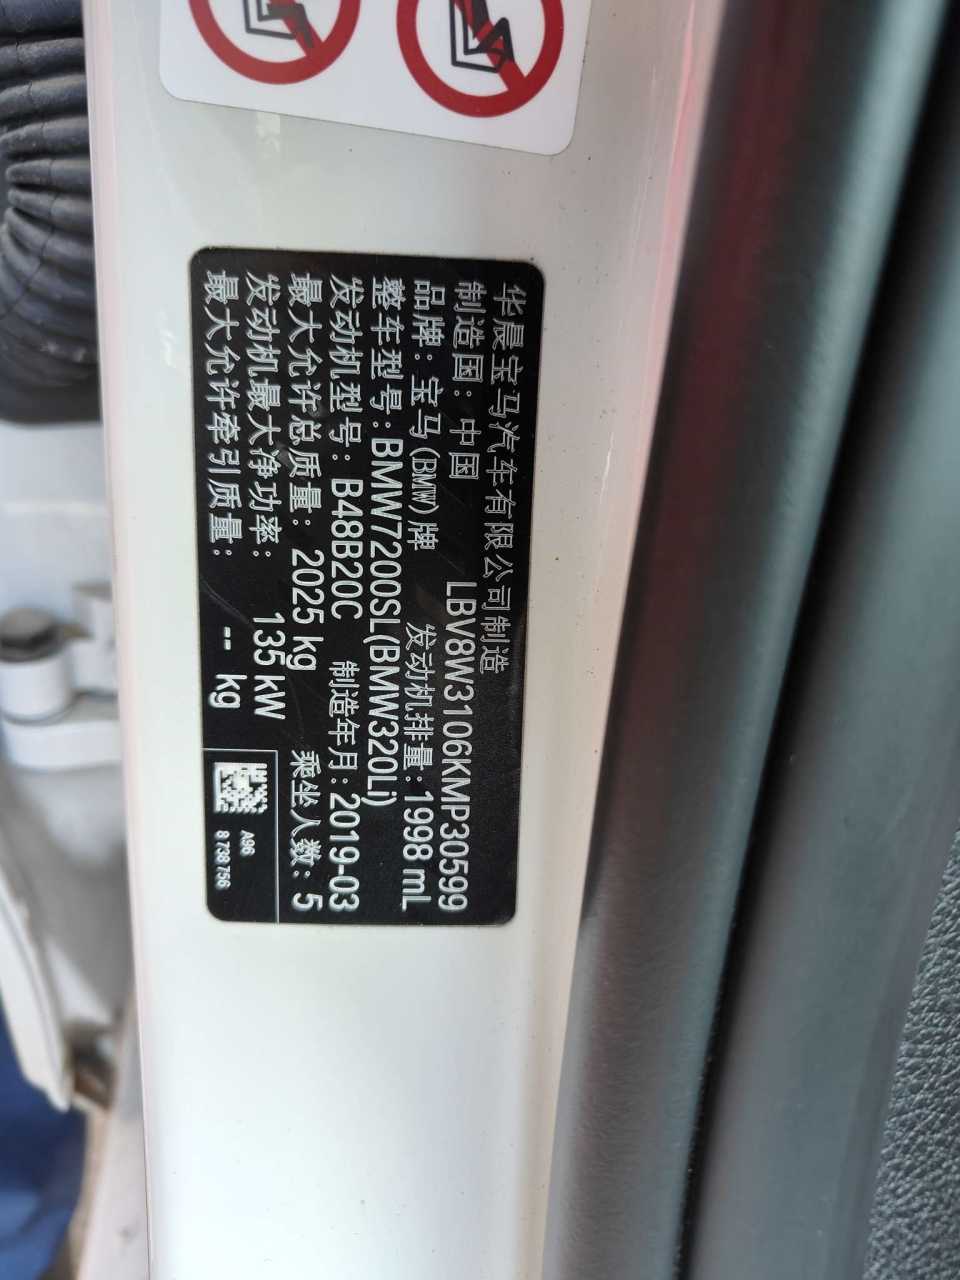 华晨宝马汽车有限公司制造
制造国：中国 LBV8W3106KMP30599
品牌：宝马(BMW)牌 发动机排量：1998 mL
整车型号：BMW7200SL(BMW320Li)
发动机型号：B48B20C 制造年月：2019-03
最大允许总质量：2025 kg 乘坐人数：5
发动机最大净功率：135 kW
最大允许牵引质量：-- kg
A96
8 738 756